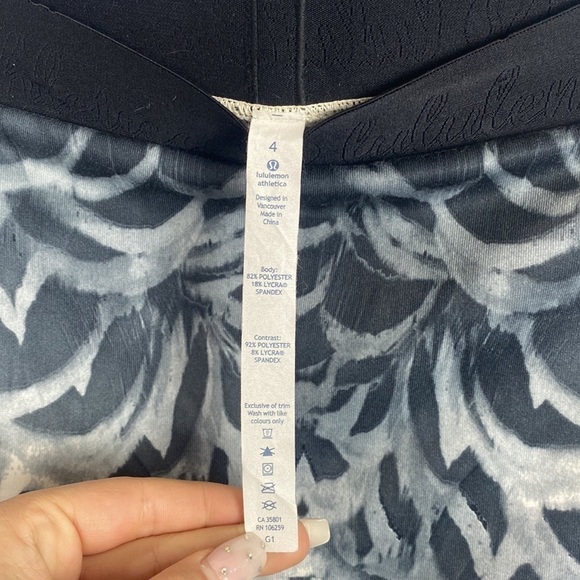 4
lululemon
athletica
Designed in
Vancouver
Made in
China
Body:
82% POLYESTER
18% LYCRA®
SPANDEX
Contrast:
92% POLYESTER
8% LYCRA®
SPANDEX
Exclusive of trim
Wash with like
colours only
CA 35801
RN 106259
G1